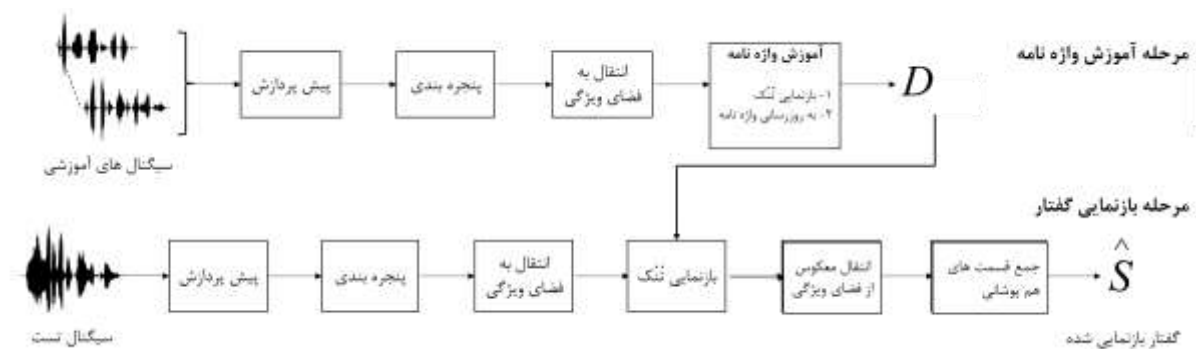 مرحله آموزش واژه نامه
سیگنال های آموزشی
پیش پردازش
پنجره بندی
انتقال به
فضای ویژگی
آموزش واژه نامه
۱- بازنمایی تُنُک
۲- به روزرسانی واژه نامه
D
مرحله بازنمایی گفتار
سیگنال تست
پیش پردازش
پنجره بندی
انتقال به
فضای ویژگی
بازنمایی تُنُک
انتقال معکوس
از فضای ویژگی
جمع قسمت های
هم پوشانی
Ŝ
گفتار بازنمایی شده